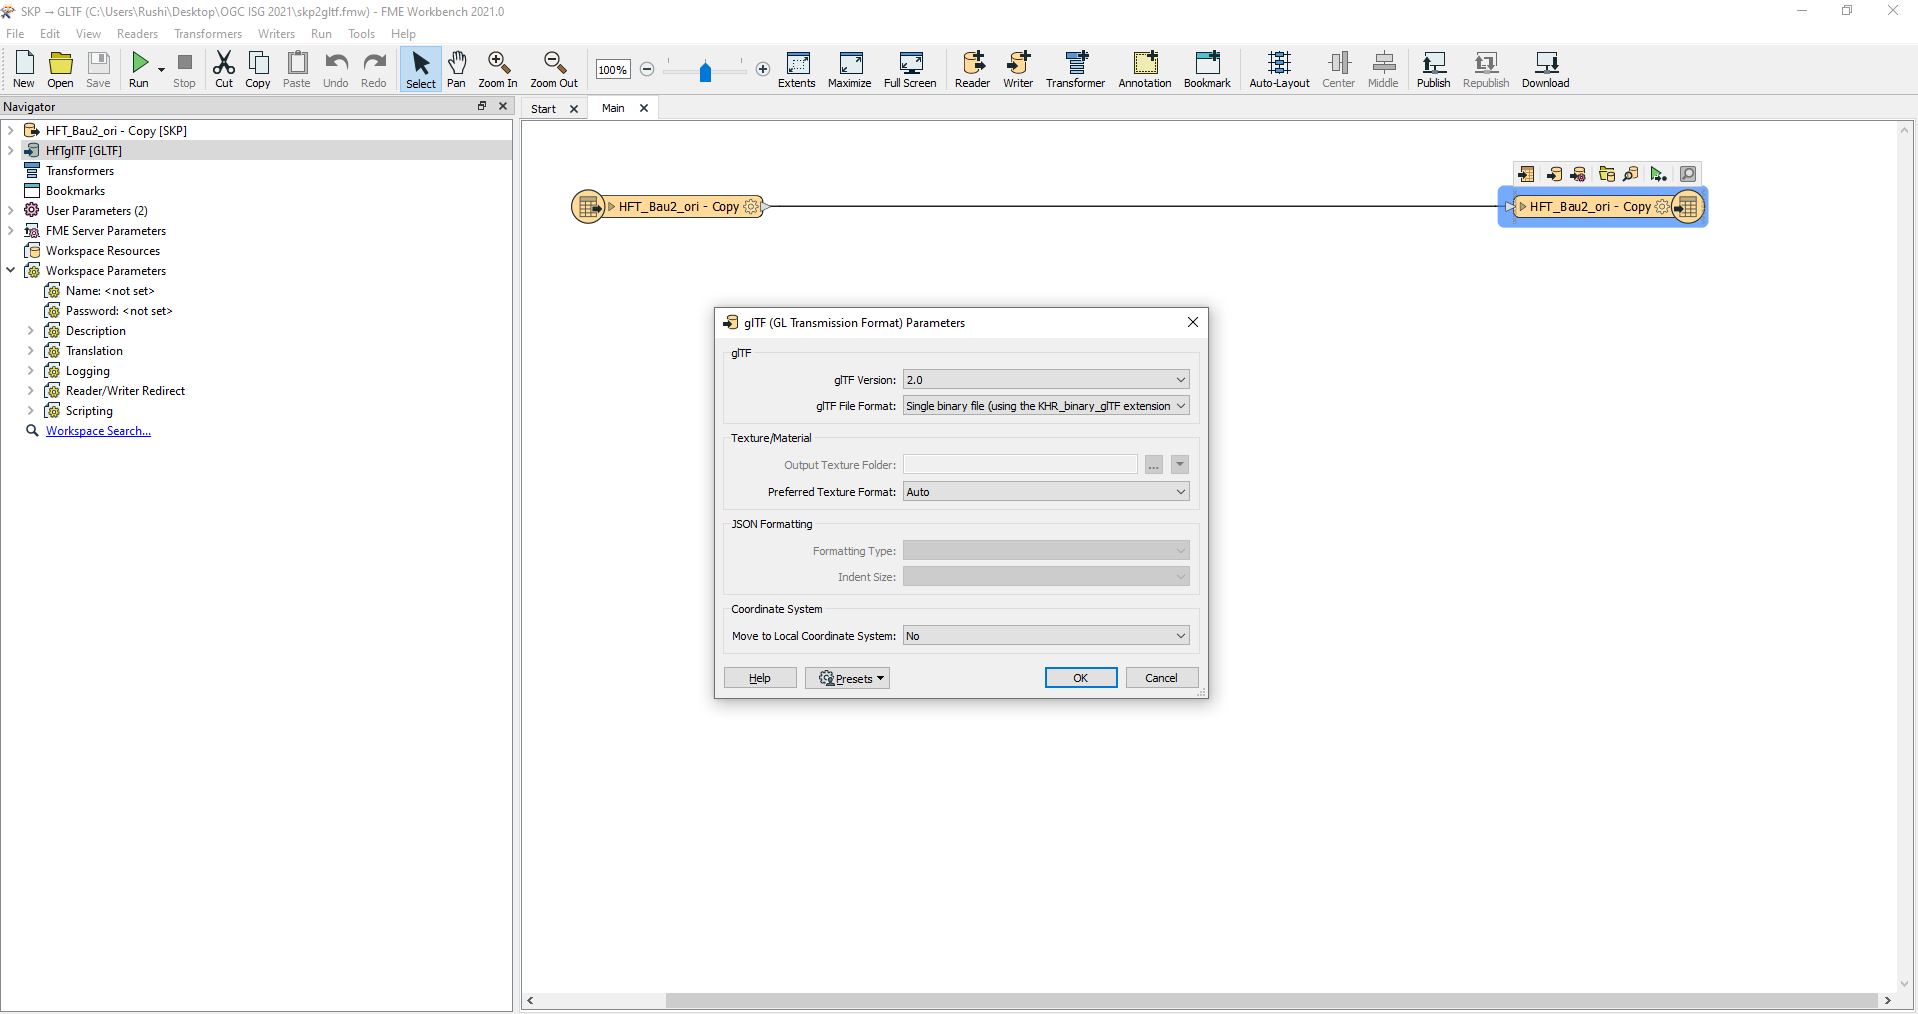 SKP → GLTF (C:\Users\Rushi\Desktop\OGC ISG 2021\skp2gltf.fmw) - FME Workbench 2021.0
File Edit View Readers Transformers Writers Run Tools Help
New Open Save Run Stop Cut Copy Paste Undo Redo Select Pan Zoom In Zoom Out 100% Extents Maximize Full Screen Reader Writer Transformer Annotation Bookmark Auto-Layout Center Middle Publish Republish Download
Navigator
Start Main
HFT_Bau2_ori - Copy [SKP]
HfTglTF [GLTF]
Transformers
Bookmarks
User Parameters (2)
FME Server Parameters
Workspace Resources
Workspace Parameters
Name: <not set>
Password: <not set>
Description
Translation
Logging
Reader/Writer Redirect
Scripting
Workspace Search...
HFT_Bau2_ori - Copy
HFT_Bau2_ori - Copy
glTF (GL Transmission Format) Parameters
glTF
glTF Version: 2.0
glTF File Format: Single binary file (using the KHR_binary_glTF extension
Texture/Material
Output Texture Folder: ...
Preferred Texture Format: Auto
JSON Formatting
Formatting Type:
Indent Size:
Coordinate System
Move to Local Coordinate System: No
Help Presets OK Cancel